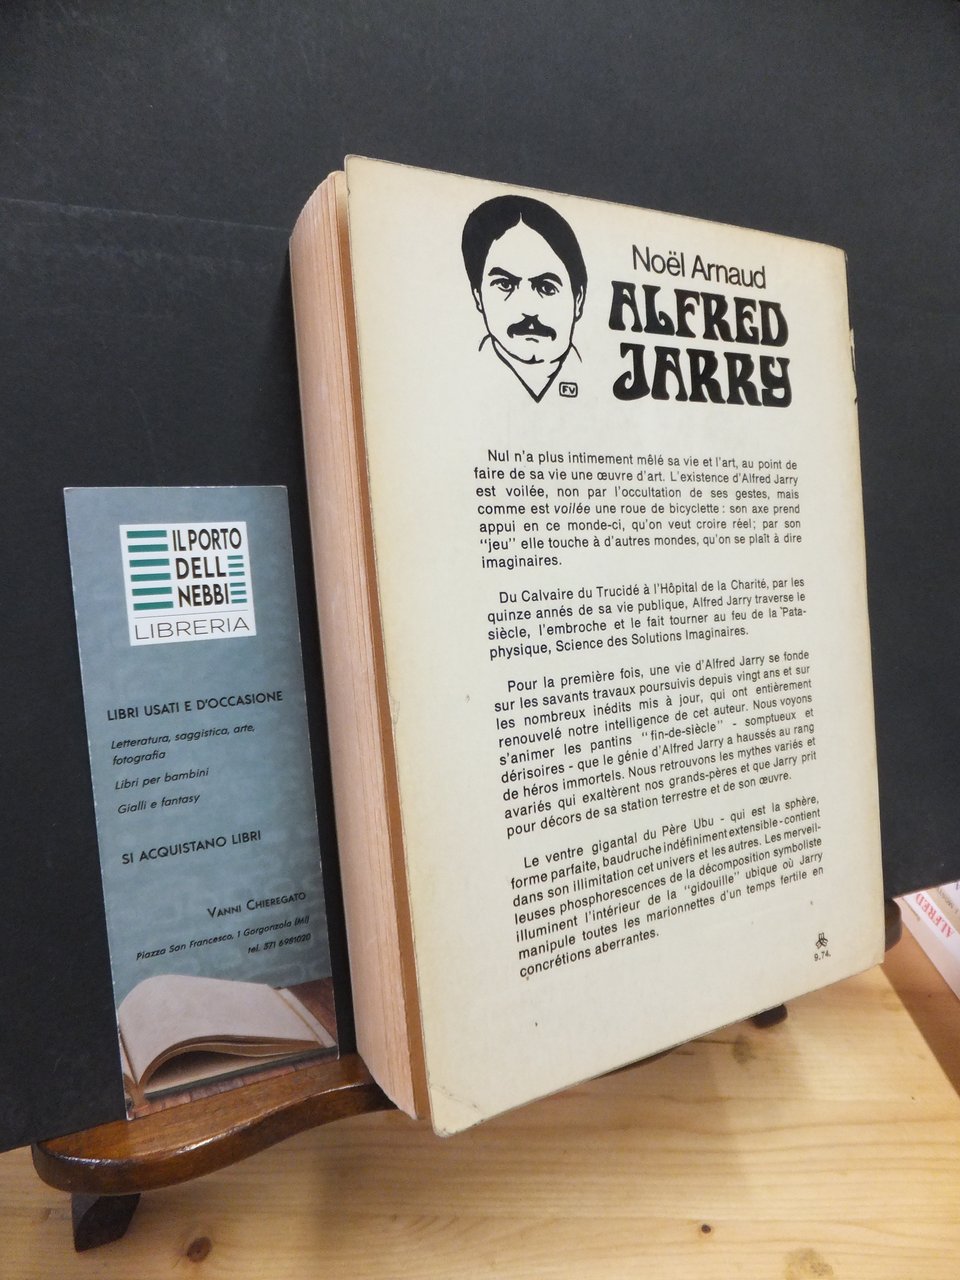 Noël Arnaud
ALFRED
JARRY
FV
Nul n'a plus intimement mêlé sa vie et l'art, au point de
faire de sa vie une œuvre d'art. L'existence d'Alfred Jarry
est voilée, non par l'occultation de ses gestes, mais
comme est voilée une roue de bicyclette : son axe prend
appui en ce monde-ci, qu'on veut croire réel; par son
"jeu" elle touche à d'autres mondes, qu'on se plaît à dire
imaginaires.
Du Calvaire du Trucidé à l'Hôpital de la Charité, par les
quinze annés de sa vie publique, Alfred Jarry traverse le
siècle, l'embroche et le fait tourner au feu de la 'Pata-
physique, Science des Solutions Imaginaires.
Pour la première fois, une vie d'Alfred Jarry se fonde
sur les savants travaux poursuivis depuis vingt ans et sur
les nombreux inédits mis à jour, qui ont entièrement
renouvelé notre intelligence de cet auteur. Nous voyons
s'animer les pantins "fin-de-siècle" - somptueux et
dérisoires - que le génie d'Alfred Jarry a haussés au rang
de héros immortels. Nous retrouvons les mythes variés et
avariés qui exaltèrent nos grands-pères et que Jarry prit
pour décors de sa station terrestre et de son œuvre.
Le ventre gigantal du Père Ubu - qui est la sphère,
forme parfaite, baudruche indéfiniment extensible - contient
dans son illimitation cet univers et les autres. Les merveil-
leuses phosphorescences de la décomposition symboliste
illuminent l'intérieur de la "gidouille" ubique où Jarry
manipule toutes les marionnettes d'un temps fertile en
concrétions aberrantes.
9.74.
IL PORTO
DELL
NEBBI
LIBRERIA
LIBRI USATI E D'OCCASIONE
Letteratura, saggistica, arte,
fotografia
Libri per bambini
Gialli e fantasy
SI ACQUISTANO LIBRI
VANNI CHIEREGATO
Piazza San Francesco, 1 Gorgonzola (MI)
tel. 371 6981020
ALFRED